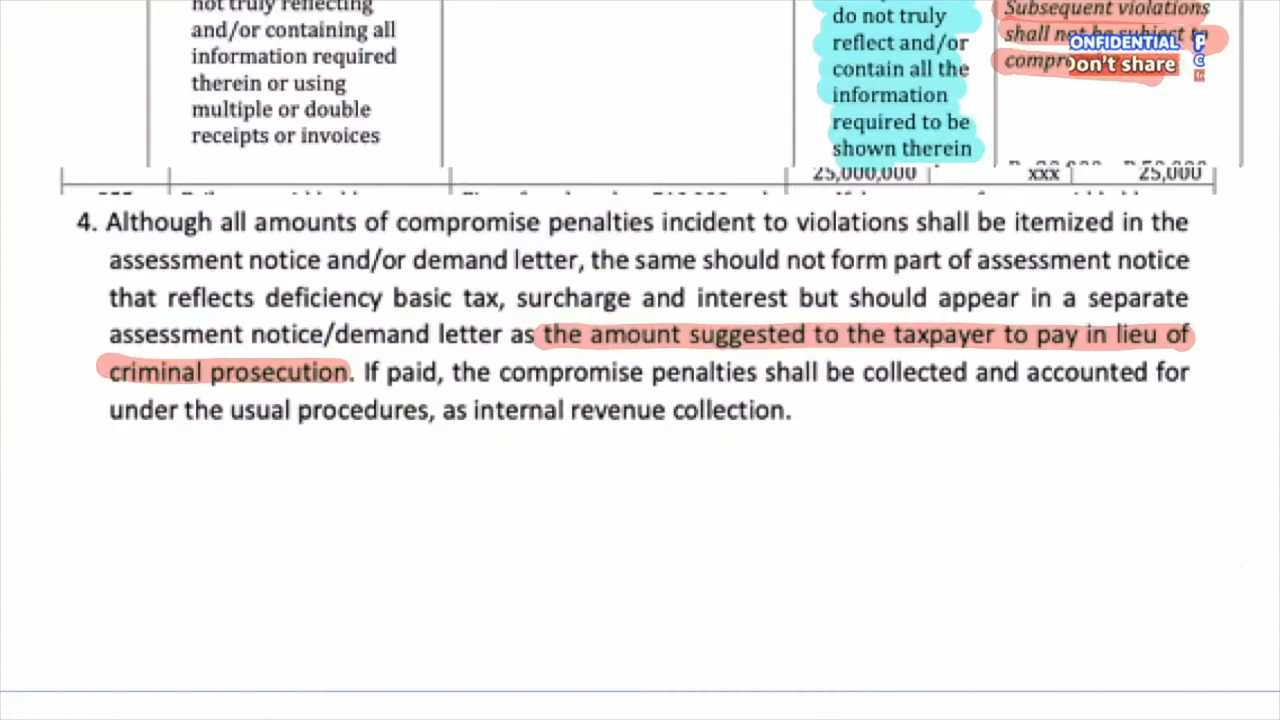 not truly reflecting
and/or containing all
information required
therein or using
multiple or double
receipts or invoices
do not truly
reflect and/or
contain all the
information
required to be
shown therein
Subsequent violations
shall not be subject to
ONFIDENTIAL P
Don't share
25,000,000 xxx 25,000
4. Although all amounts of compromise penalties incident to violations shall be itemized in the
assessment notice and/or demand letter, the same should not form part of assessment notice
that reflects deficiency basic tax, surcharge and interest but should appear in a separate
assessment notice/demand letter as the amount suggested to the taxpayer to pay in lieu of
criminal prosecution. If paid, the compromise penalties shall be collected and accounted for
under the usual procedures, as internal revenue collection.